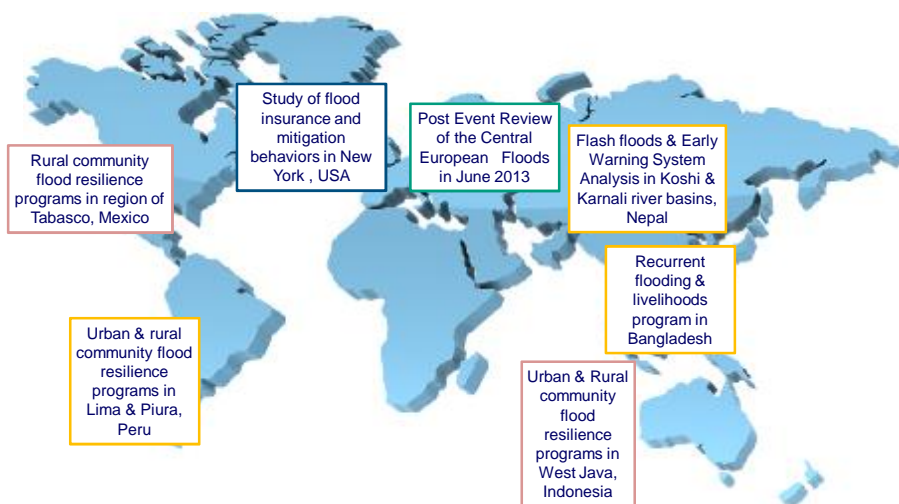 Study of flood
insurance and
mitigation
behaviors in New
York , USA
Post Event Review
of the Central
European Floods
in June 2013
Flash floods & Early
Warning System
Analysis in Koshi &
Karnali river basins,
Nepal
Rural community
flood resilience
programs in region of
Tabasco, Mexico
Recurrent
flooding &
livelihoods
program in
Bangladesh
Urban & rural
community flood
resilience
programs in
Lima & Piura,
Peru
Urban & Rural
community
flood
resilience
programs in
West Java,
Indonesia